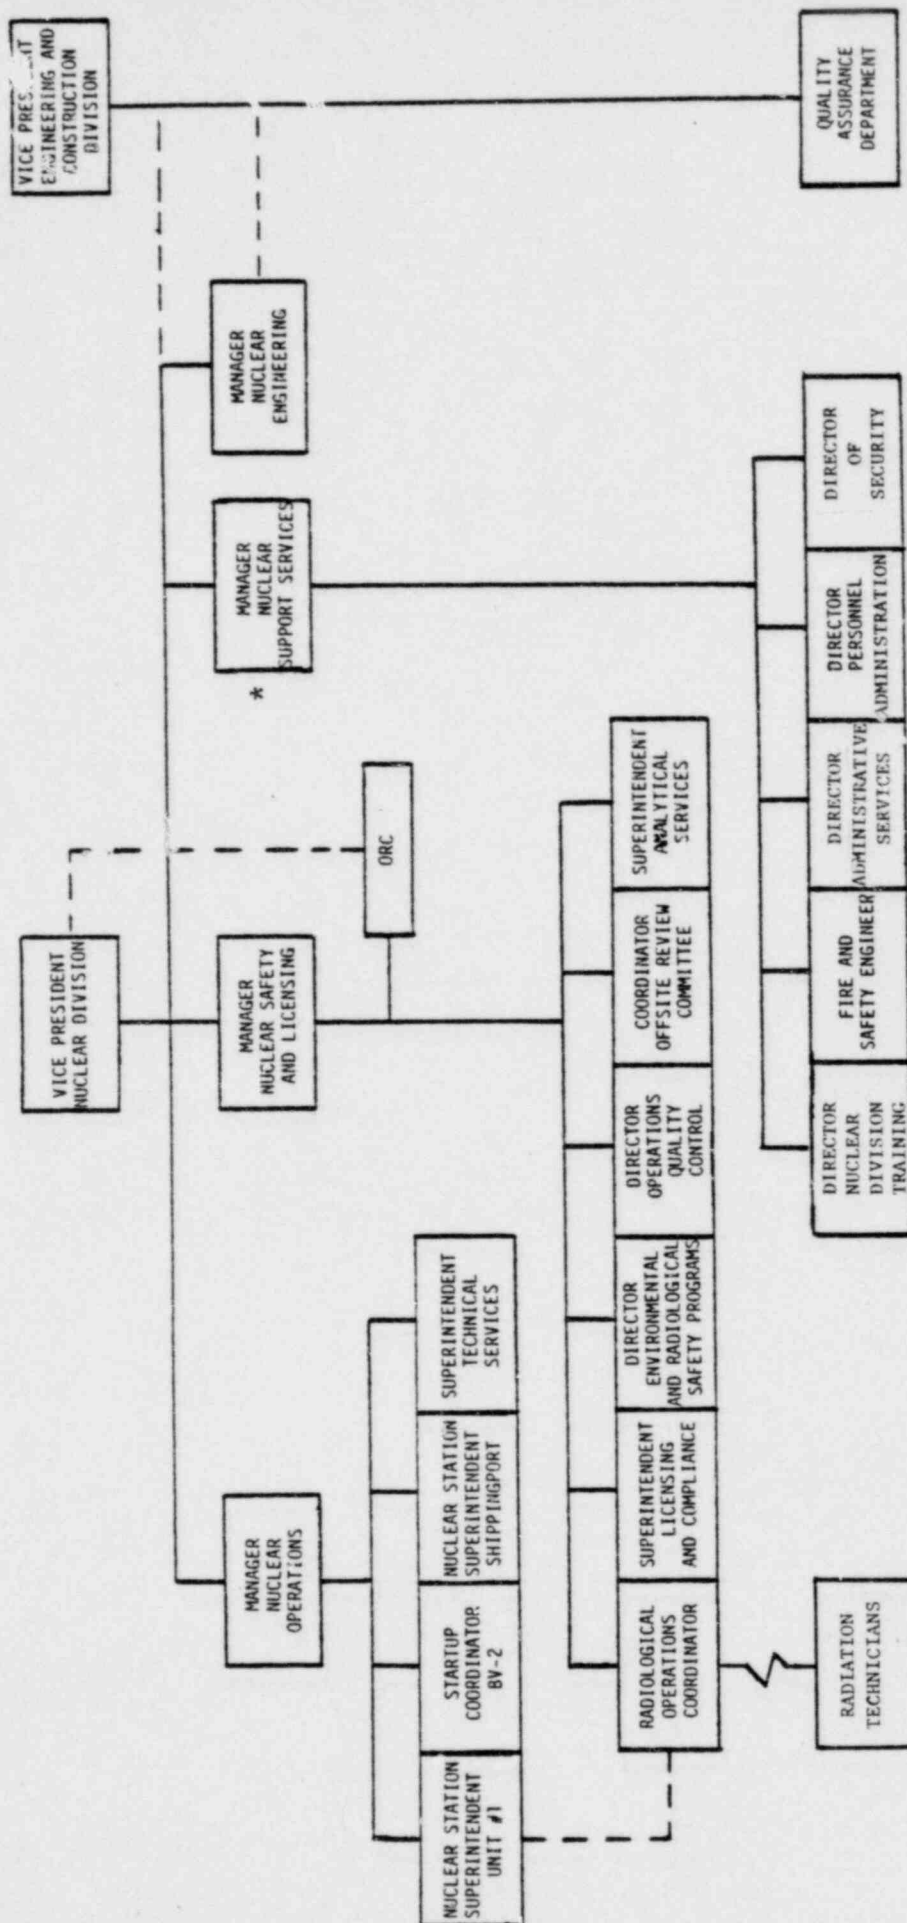 VICE PRESIDENT
ENGINEERING AND
CONSTRUCTION
DIVISION
VICE PRESIDENT
NUCLEAR DIVISION
MANAGER
NUCLEAR
OPERATIONS
MANAGER
NUCLEAR SAFETY
AND LICENSING
*
MANAGER
NUCLEAR
SUPPORT SERVICES
MANAGER
NUCLEAR
ENGINEERING
ORC
NUCLEAR STATION
SUPERINTENDENT
UNIT #1
STARTUP
COORDINATOR
BV-2
NUCLEAR STATION
SUPERINTENDENT
SHIPPINGPORT
SUPERINTENDENT
TECHNICAL
SERVICES
RADIOLOGICAL
OPERATIONS
COORDINATOR
SUPERINTENDENT
LICENSING
AND COMPLIANCE
DIRECTOR
ENVIRONMENTAL
AND RADIOLOGICAL
SAFETY PROGRAMS
DIRECTOR
OPERATIONS
QUALITY
CONTROL
COORDINATOR
OFFSITE REVIEW
COMMITTEE
SUPERINTENDENT
ANALYTICAL
SERVICES
RADIATION
TECHNICIANS
DIRECTOR
NUCLEAR
DIVISION
TRAINING
FIRE AND
SAFETY ENGINEER
DIRECTOR
ADMINISTRATIVE
SERVICES
DIRECTOR
PERSONNEL
ADMINISTRATION
DIRECTOR
OF
SECURITY
QUALITY
ASSURANCE
DEPARTMENT